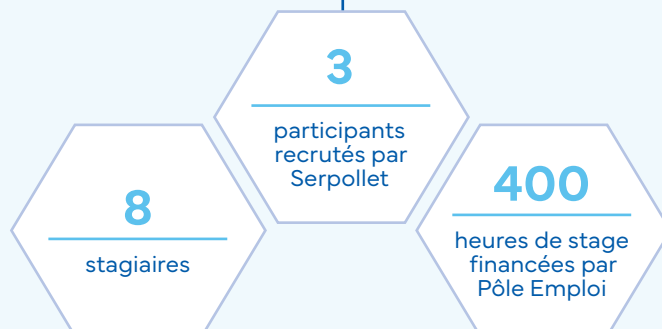 3
participants
recrutés par
Serpollet
8
stagiaires
400
heures de stage
financées par
Pôle Emploi